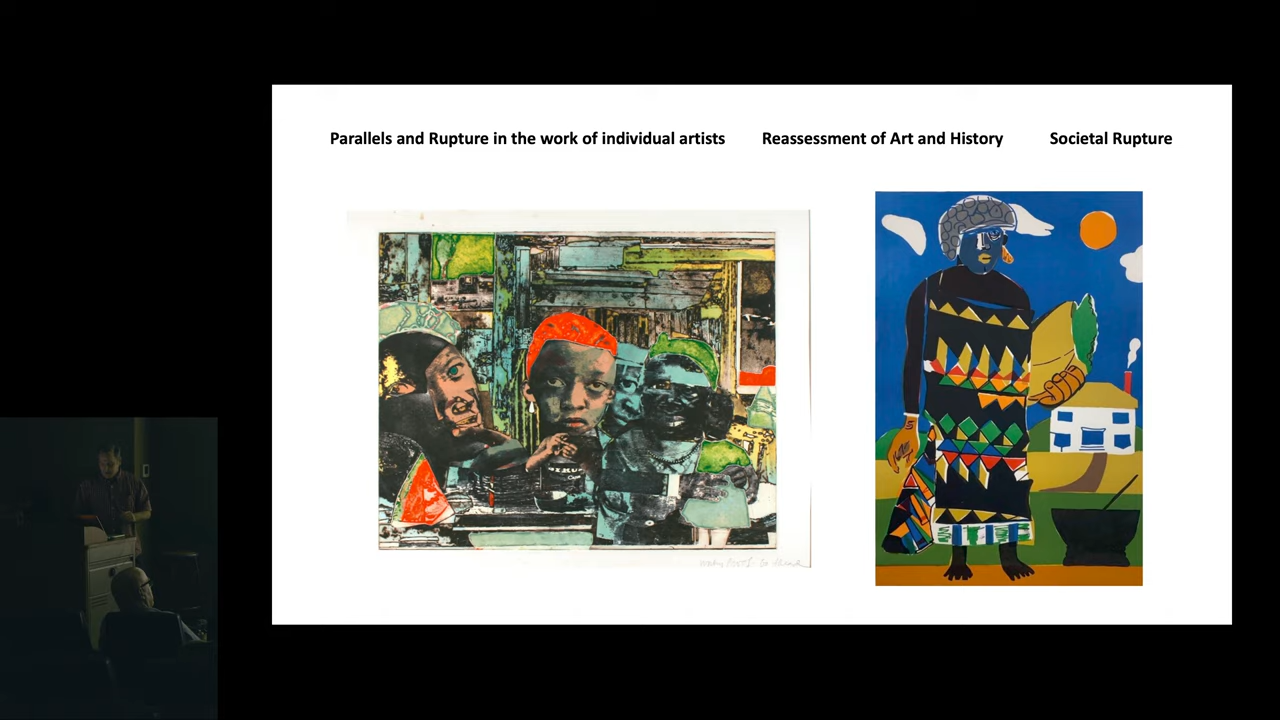 Parallels and Rupture in the work of individual artists
Reassessment of Art and History
Societal Rupture